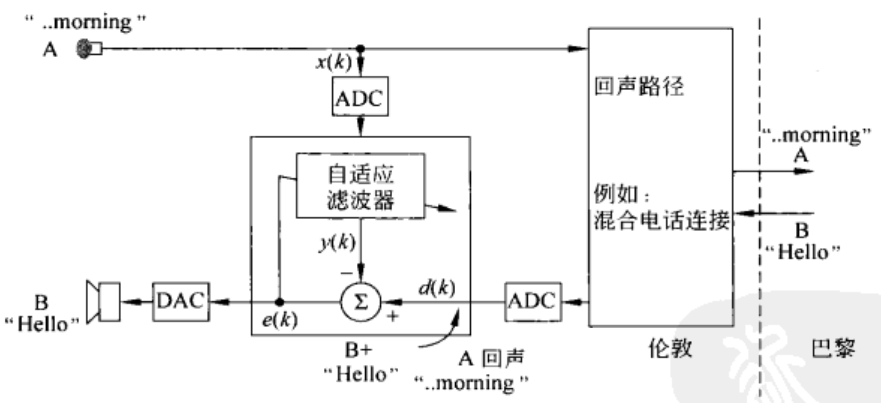 “ ..morning ”
A
x(k)
ADC
回声路径
“..morning”
A
自适应
滤波器
例如：
混合电话连接
B
“Hello”
y(k)
−
d(k)
ADC
B
“Hello”
DAC
e(k)
Σ
+
B+
“Hello”
A 回声
“..morning ”
伦敦
巴黎